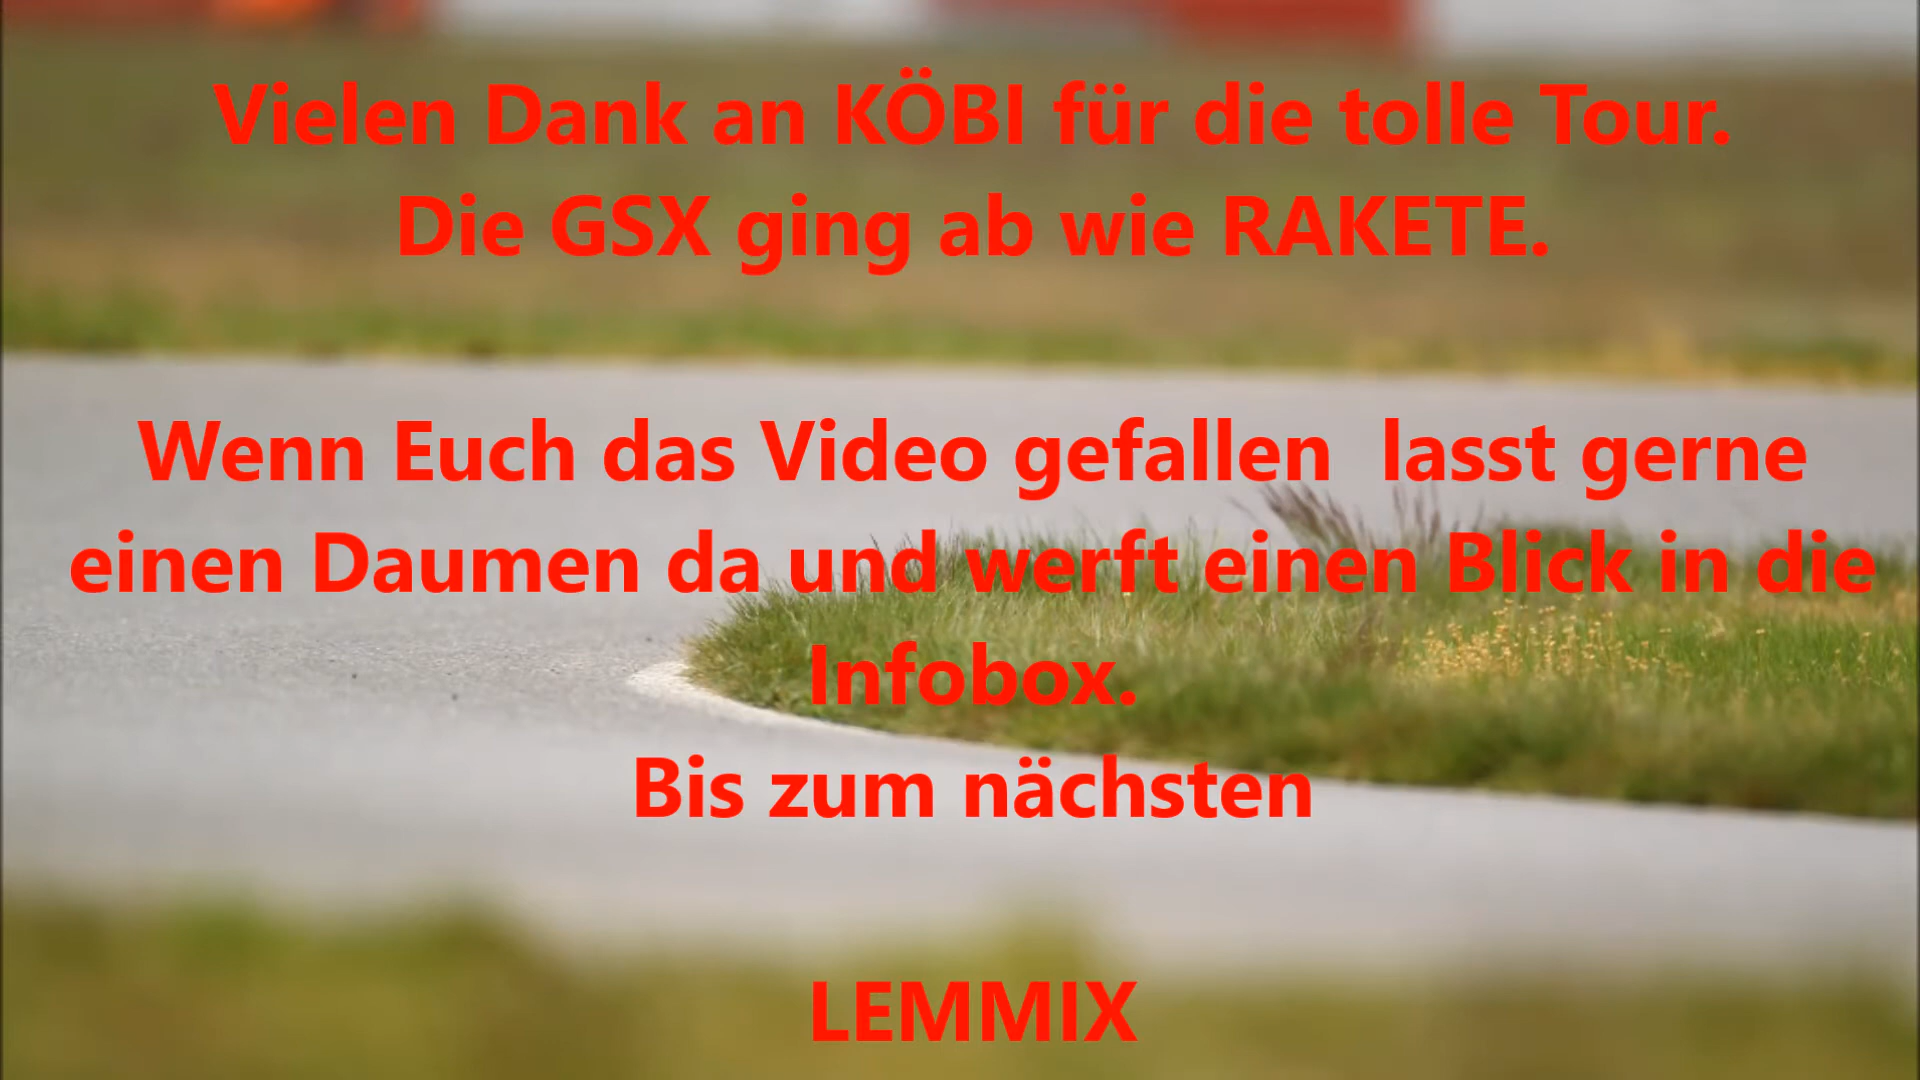 Vielen Dank an KÖBI für die tolle Tour.
Die GSX ging ab wie RAKETE.
Wenn Euch das Video gefallen  lasst gerne
einen Daumen da und werft einen Blick in die
Infobox.
Bis zum nächsten
LEMMIX